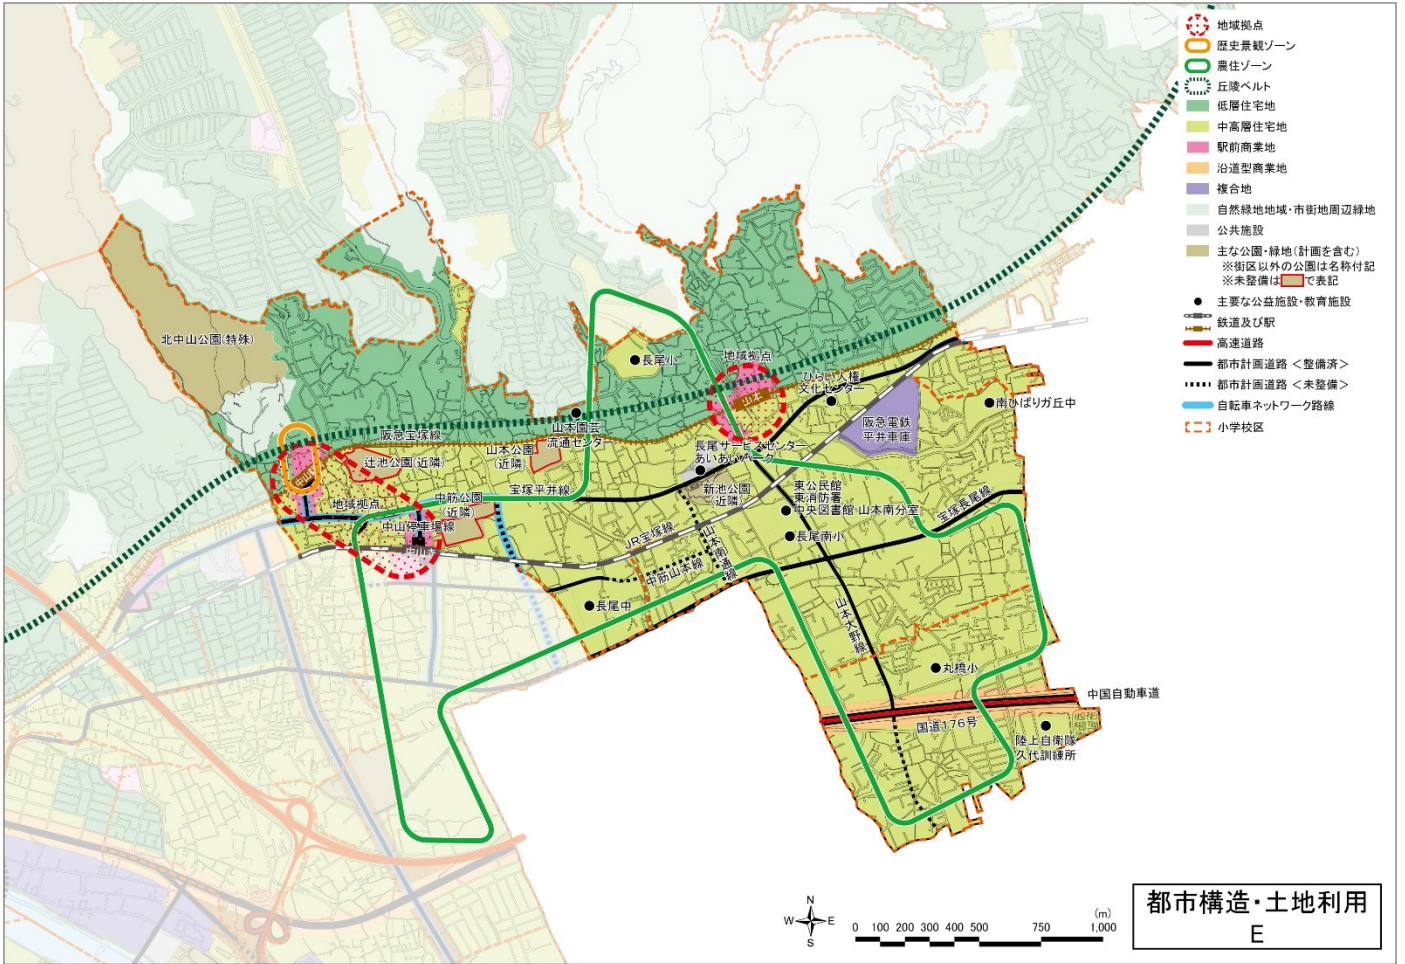 地域拠点
歴史景観ゾーン
農住ゾーン
丘陵ベルト
低層住宅地
中高層住宅地
駅前商業地
沿道型商業地
複合地
自然緑地地域・市街地周辺緑地
公共施設
主な公園・緑地(計画を含む)
※街区以外の公園は名称付記
※未整備は で表記
主要な公益施設・教育施設
鉄道及び駅
高速道路
都市計画道路 <整備済>
都市計画道路 <未整備>
自転車ネットワーク路線
小学校区
北中山公園(特殊)
長尾小
地域拠点
山本
ひらい人権
文化センター
南ひばりガ丘中
阪急電鉄
平井車庫
山本園芸
流通センター
阪急宝塚線
山本公園
(近隣)
辻池公園(近隣)
長尾サービスセンター
あいあいパーク
新池公園
(近隣)
宝塚平井線
中筋公園
(近隣)
地域拠点
中山停車場線
中山寺
東公民館
東消防署
中央図書館 山本南分室
長尾南小
宝塚長尾線
JR宝塚線
山本南通線
中筋山本線
長尾中
山本大野線
丸橋小
中国自動車道
国道176号
陸上自衛隊
久代訓練所
N
W E
S
0 100 200 300 400 500 750 1,000
(m)
都市構造・土地利用
E